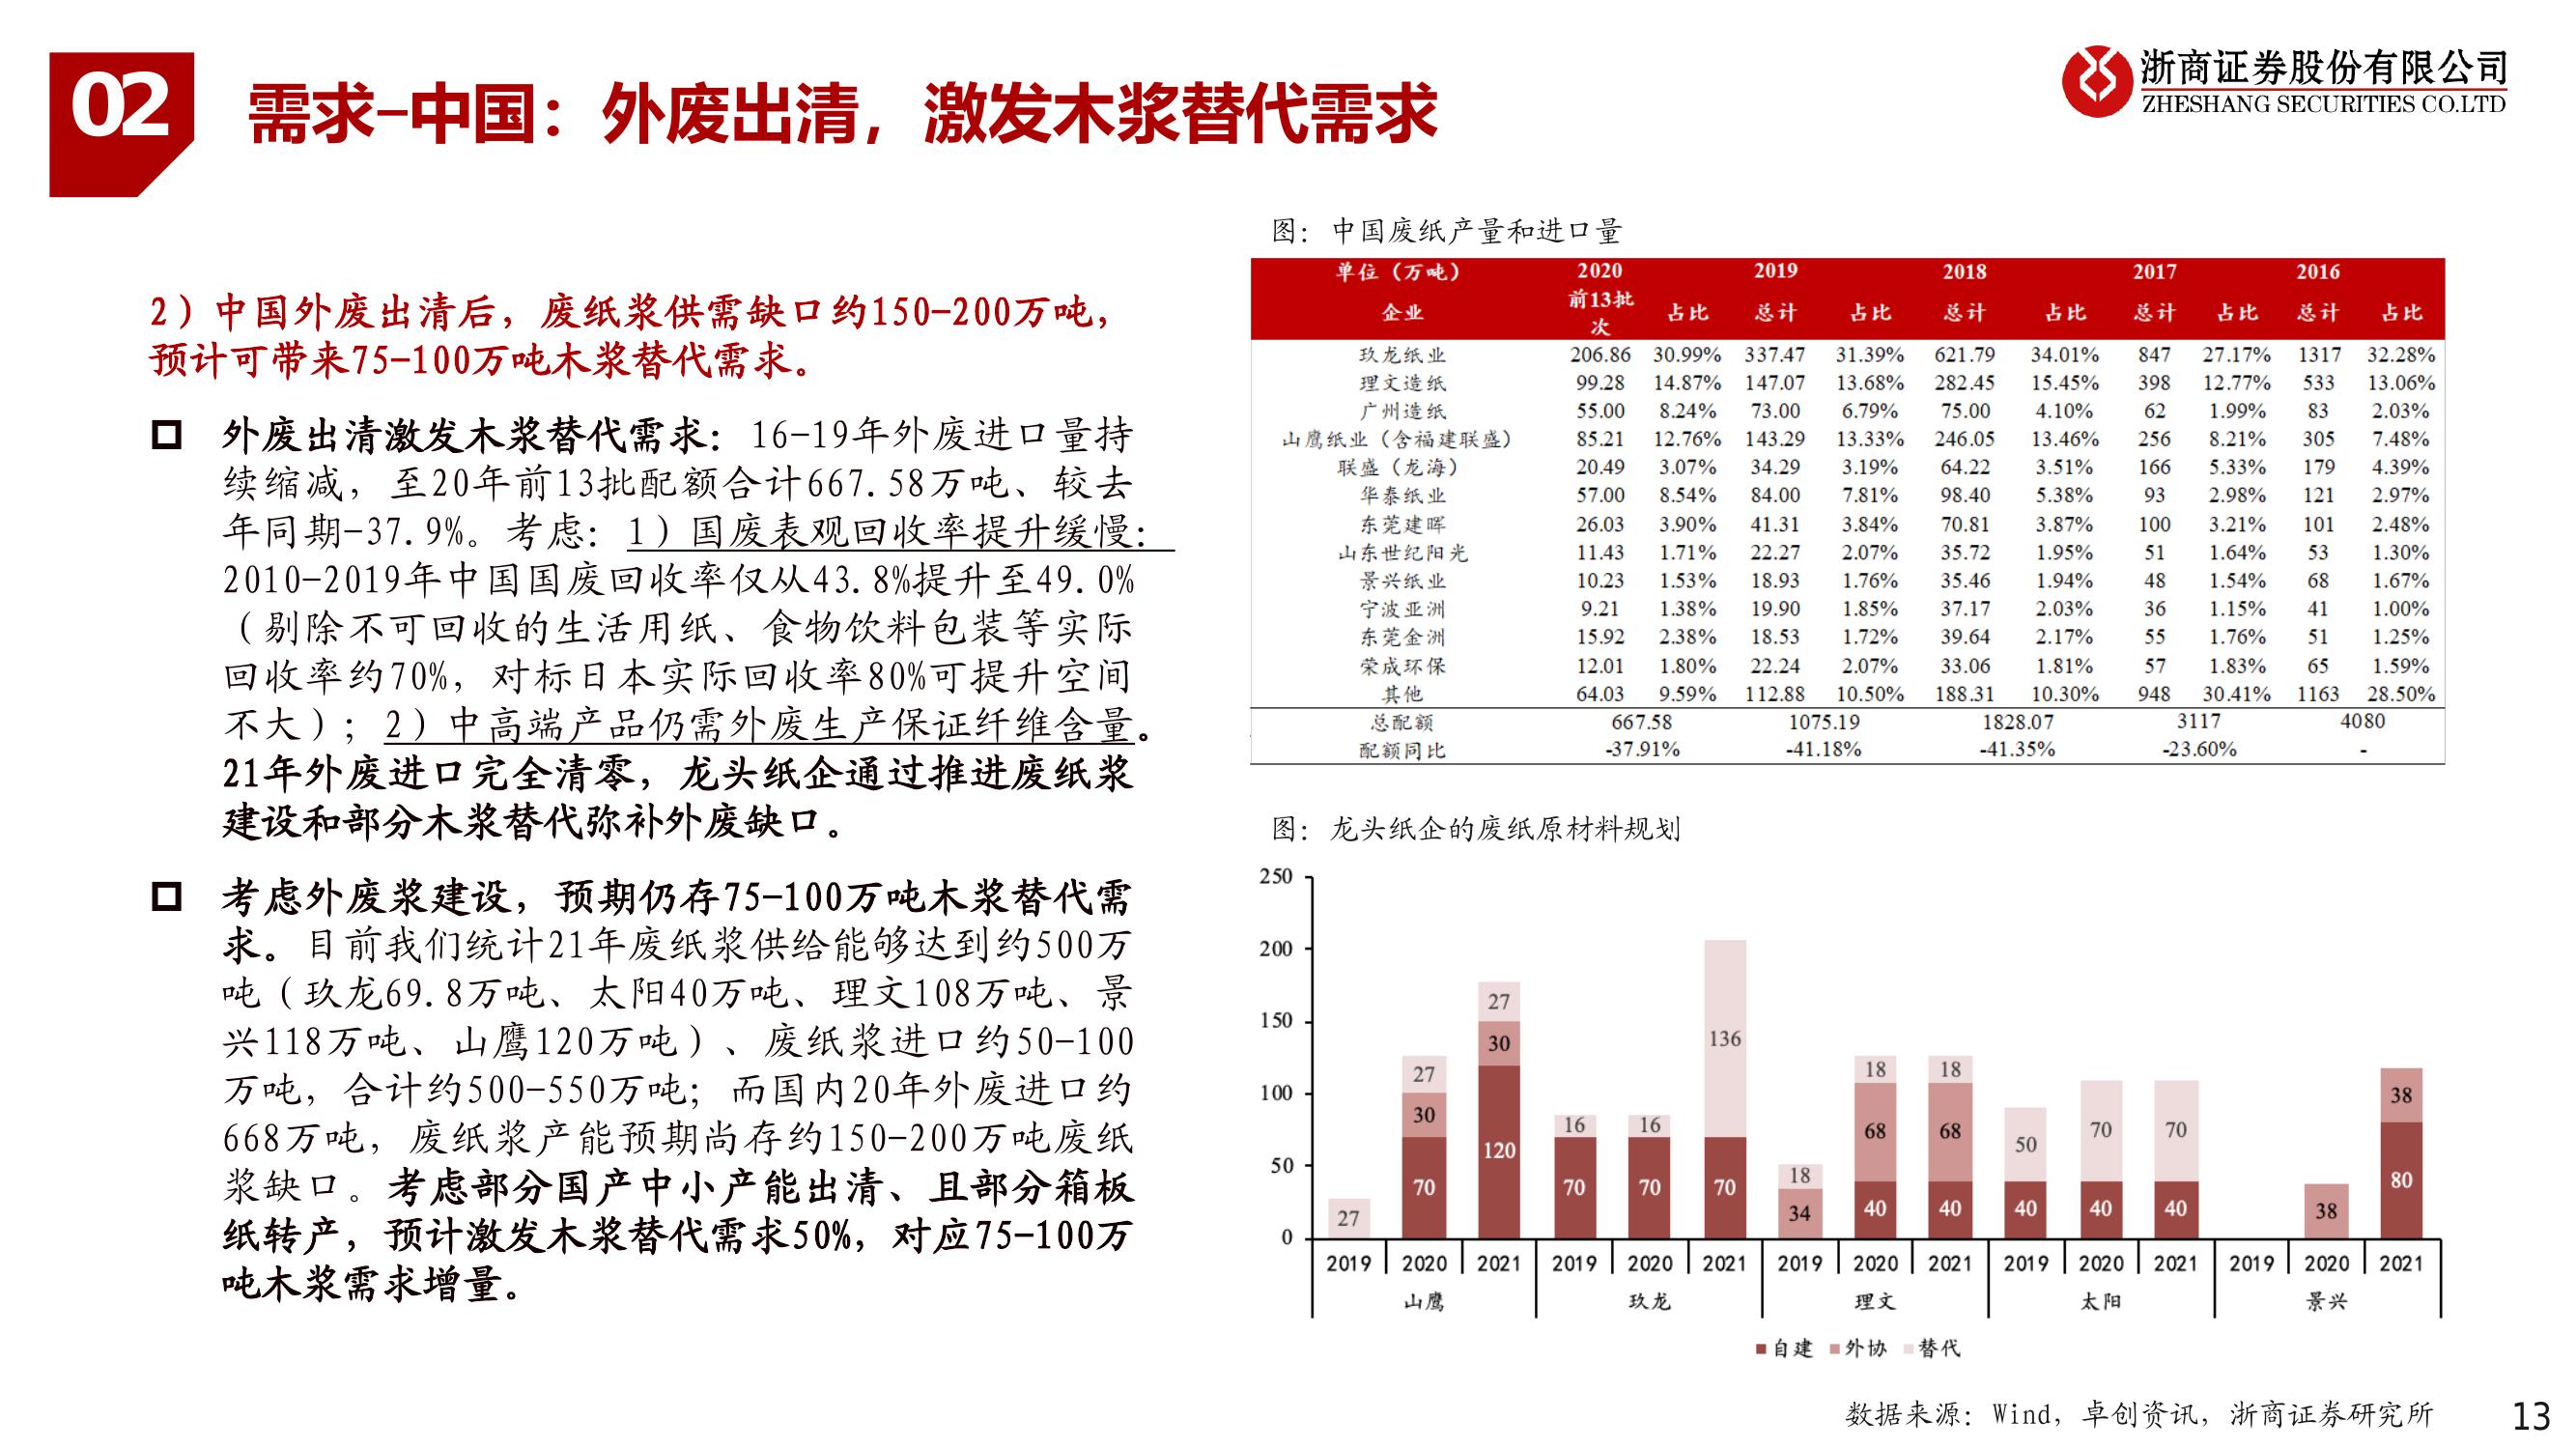 02
需求-中国：外废出清，激发木浆替代需求
浙商证券股份有限公司
ZHESHANG SECURITIES CO.LTD
2）中国外废出清后，废纸浆供需缺口约150-200万吨，
预计可带来75-100万吨木浆替代需求。
外废出清激发木浆替代需求：16-19年外废进口量持
续缩减，至20年前13批配额合计667.58万吨、较去
年同期-37.9%。考虑：1）国废表观回收率提升缓慢：
2010-2019年中国国废回收率仅从43.8%提升至49.0%
（剔除不可回收的生活用纸、食物饮料包装等实际
回收率约70%，对标日本实际回收率80%可提升空间
不大）；2）中高端产品仍需外废生产保证纤维含量。
21年外废进口完全清零，龙头纸企通过推进废纸浆
建设和部分木浆替代弥补外废缺口。
考虑外废浆建设，预期仍存75-100万吨木浆替代需
求。目前我们统计21年废纸浆供给能够达到约500万
吨（玖龙69.8万吨、太阳40万吨、理文108万吨、景
兴118万吨、山鹰120万吨）、废纸浆进口约50-100
万吨，合计约500-550万吨；而国内20年外废进口约
668万吨，废纸浆产能预期尚存约150-200万吨废纸
浆缺口。考虑部分国产中小产能出清、且部分箱板
纸转产，预计激发木浆替代需求50%，对应75-100万
吨木浆需求增量。
图：中国废纸产量和进口量
单位（万吨） 2020 2019 2018 2017 2016
企业 前13批次 占比 总计 占比 总计 占比 总计 占比 总计 占比
玖龙纸业 206.86 30.99% 337.47 31.39% 621.79 34.01% 847 27.17% 1317 32.28%
理文造纸 99.28 14.87% 147.07 13.68% 282.45 15.45% 398 12.77% 533 13.06%
广州造纸 55.00 8.24% 73.00 6.79% 75.00 4.10% 62 1.99% 83 2.03%
山鹰纸业（含福建联盛） 85.21 12.76% 143.29 13.33% 246.05 13.46% 256 8.21% 305 7.48%
联盛（龙海） 20.49 3.07% 34.29 3.19% 64.22 3.51% 166 5.33% 179 4.39%
华泰纸业 57.00 8.54% 84.00 7.81% 98.40 5.38% 93 2.98% 121 2.97%
东莞建晖 26.03 3.90% 41.31 3.84% 70.81 3.87% 100 3.21% 101 2.48%
山东世纪阳光 11.43 1.71% 22.27 2.07% 35.72 1.95% 51 1.64% 53 1.30%
景兴纸业 10.23 1.53% 18.93 1.76% 35.46 1.94% 48 1.54% 68 1.67%
宁波亚洲 9.21 1.38% 19.90 1.85% 37.17 2.03% 36 1.15% 41 1.00%
东莞金洲 15.92 2.38% 18.53 1.72% 39.64 2.17% 55 1.76% 51 1.25%
荣成环保 12.01 1.80% 22.24 2.07% 33.06 1.81% 57 1.83% 65 1.59%
其他 64.03 9.59% 112.88 10.50% 188.31 10.30% 948 30.41% 1163 28.50%
总配额 667.58 1075.19 1828.07 3117 4080
配额同比 -37.91% -41.18% -41.35% -23.60% -
图：龙头纸企的废纸原材料规划
250
200
150
100
50
0
27
27 30 70
27 30 120
16 70
16 70
136 70
18 34
18 68 40
18 68 40
50 40
70 40
70 40
38
38 80
2019 2020 2021 2019 2020 2021 2019 2020 2021 2019 2020 2021 2019 2020 2021
山鹰 玖龙 理文 太阳 景兴
自建 外协 替代
数据来源：Wind，卓创资讯，浙商证券研究所
13